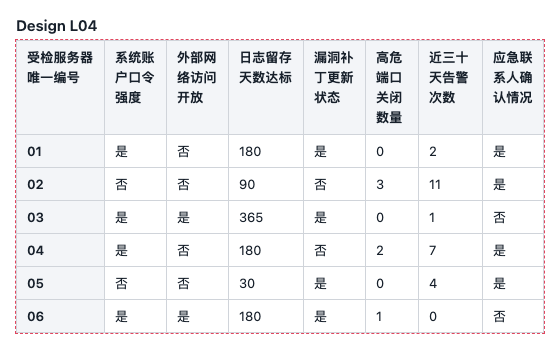 Design L04
受检服务器唯一编号 系统账户口令强度 外部网络访问开放 日志留存天数达标 漏洞补丁更新状态 高危端口关闭数量 近三十天告警次数 应急联系人确认情况
01 是 否 180 是 0 2 是
02 否 否 90 否 3 11 是
03 是 是 365 是 0 1 否
04 是 否 180 否 2 7 是
05 否 否 30 是 0 4 是
06 是 是 180 是 1 0 否